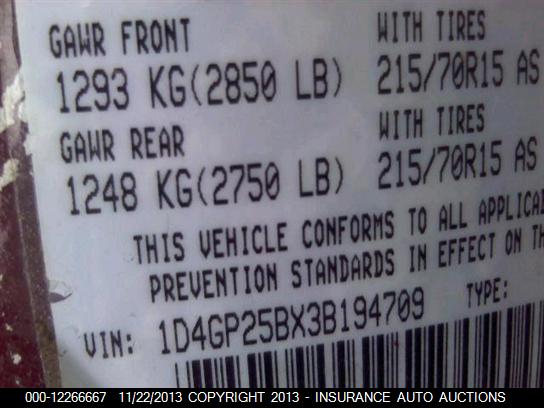 GAWR FRONT WITH TIRES
1293 KG(2850 LB) 215/70R15 AS
GAWR REAR WITH TIRES
1248 KG(2750 LB) 215/70R15 AS
THIS VEHICLE CONFORMS TO ALL
PREVENTION STANDARDS IN EFFECT ON
VIN: 1D4GP25BX3B194709 TYPE:
000-12266667 11/22/2013 COPYRIGHT 2013 - INSURANCE AUTO AUCTIONS